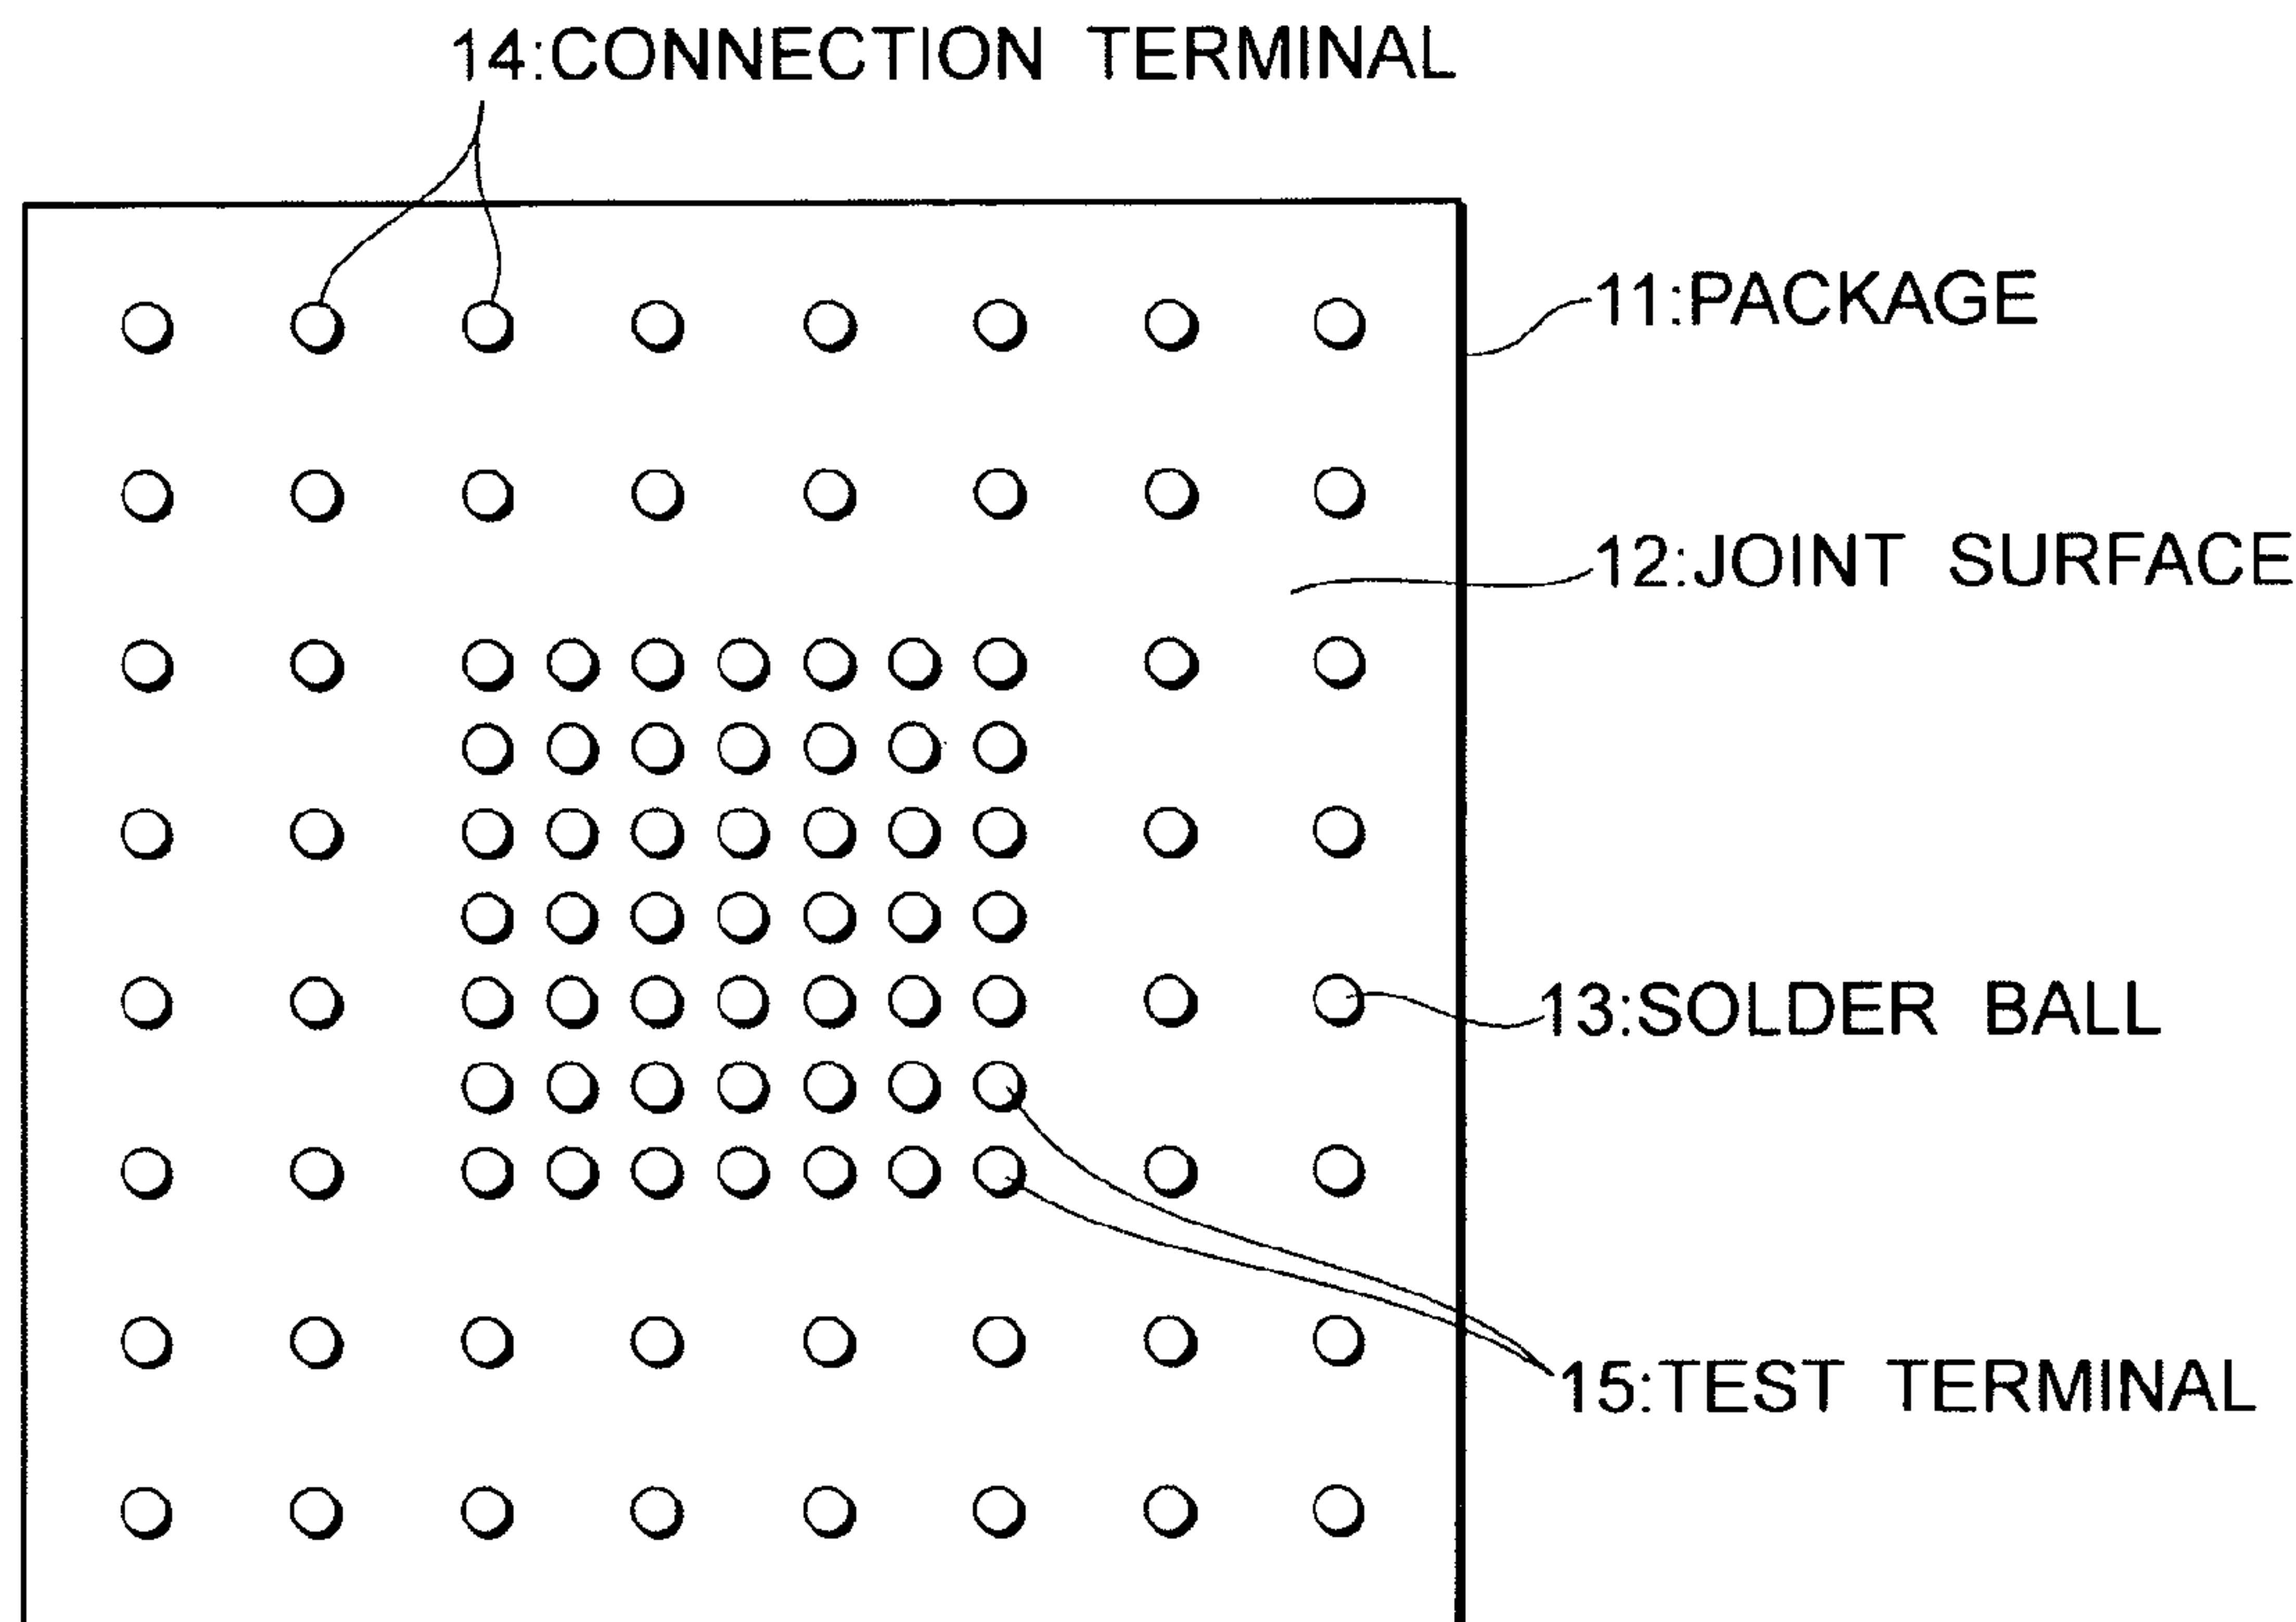 14:CONNECTION TERMINAL
11:PACKAGE
12:JOINT SURFACE
13:SOLDER BALL
15:TEST TERMINAL